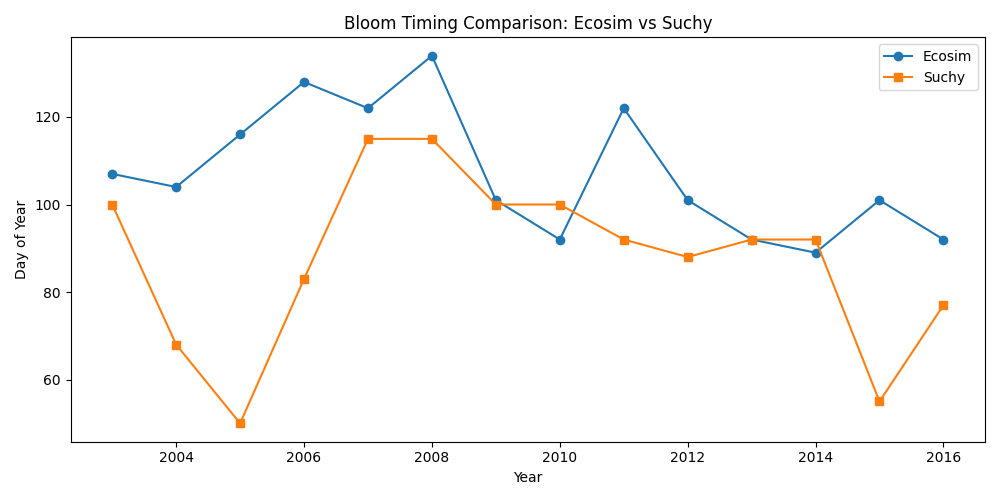 Bloom Timing Comparison: Ecosim vs Suchy
Ecosim
Suchy
120
100
80
60
Day of Year
2004
2006
2008
2010
2012
2014
2016
Year